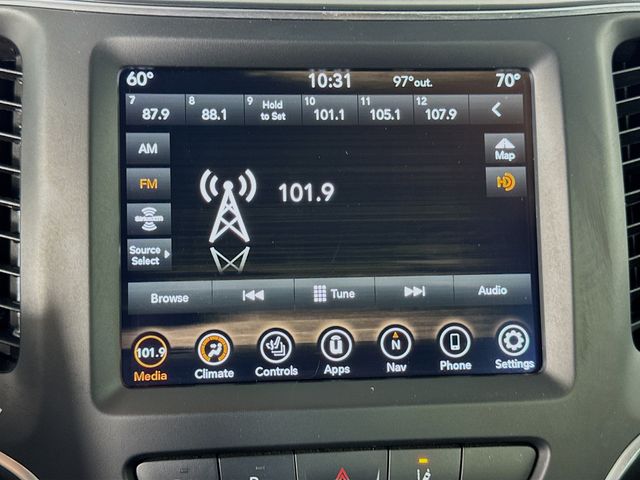 60° 10:31 97°out. 70°
7 87.9 8 88.1 9 Hold to Set 10 101.1 11 105.1 12 107.9
AM
Map
FM
HD
101.9
SiriusXM
Source
Select
Browse Tune Audio
101.9 N
Media Climate Controls Apps Nav Phone Settings